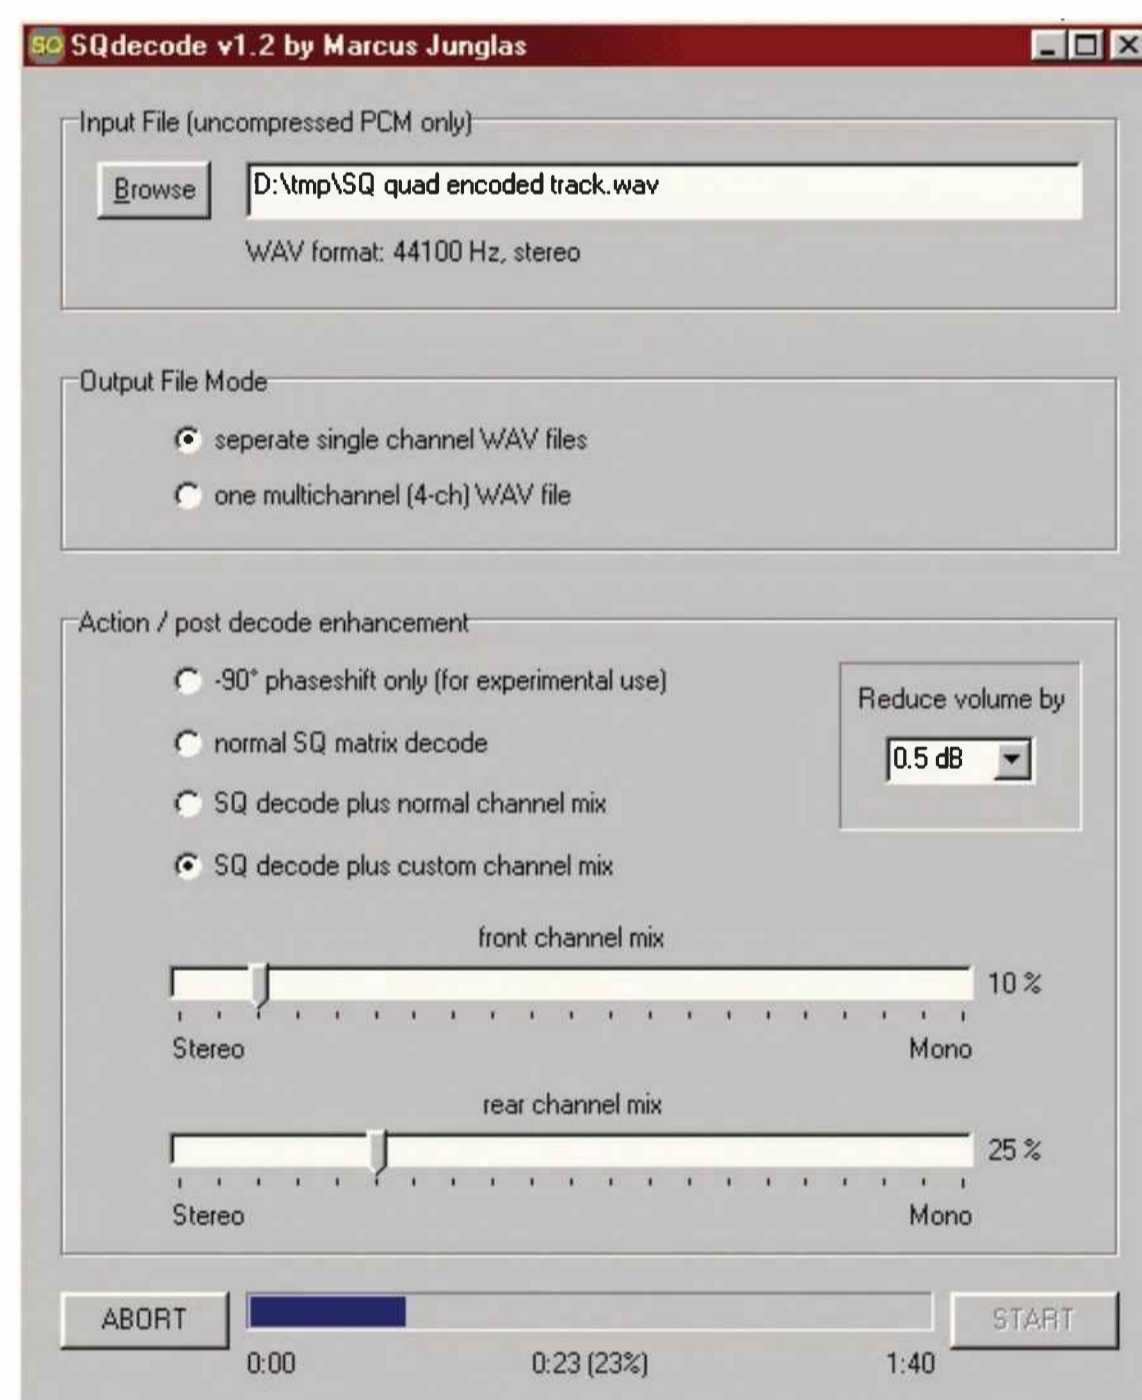 SQ SQdecode v1.2 by Marcus Junglas
Input File (uncompressed PCM only)
Browse
D:\tmp\SQ quad encoded track.wav
WAV format: 44100 Hz, stereo
Output File Mode
seperate single channel WAV files
one multichannel (4-ch) WAV file
Action / post decode enhancement
-90° phaseshift only (for experimental use)
normal SQ matrix decode
SQ decode plus normal channel mix
SQ decode plus custom channel mix
Reduce volume by
0.5 dB
front channel mix
10 %
Stereo Mono
rear channel mix
25 %
Stereo Mono
ABORT START
0:00 0:23 (23%) 1:40